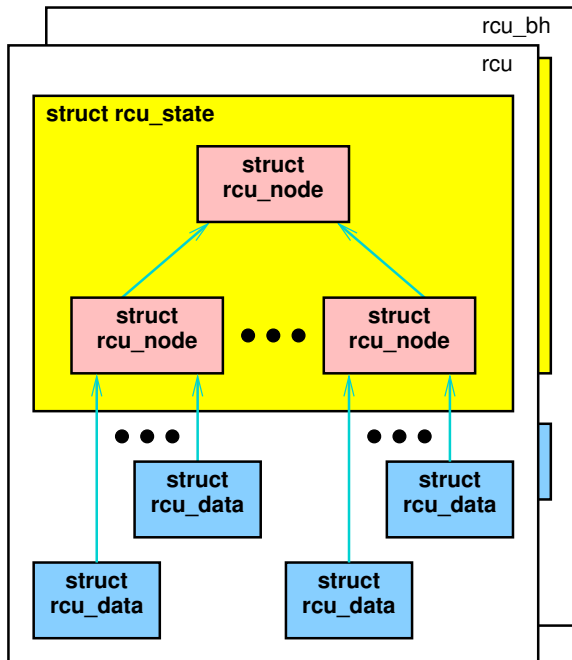 rcu_bh
rcu
struct rcu_state
struct
rcu_node
struct
rcu_node
struct
rcu_node
struct
rcu_data
struct
rcu_data
struct
rcu_data
struct
rcu_data